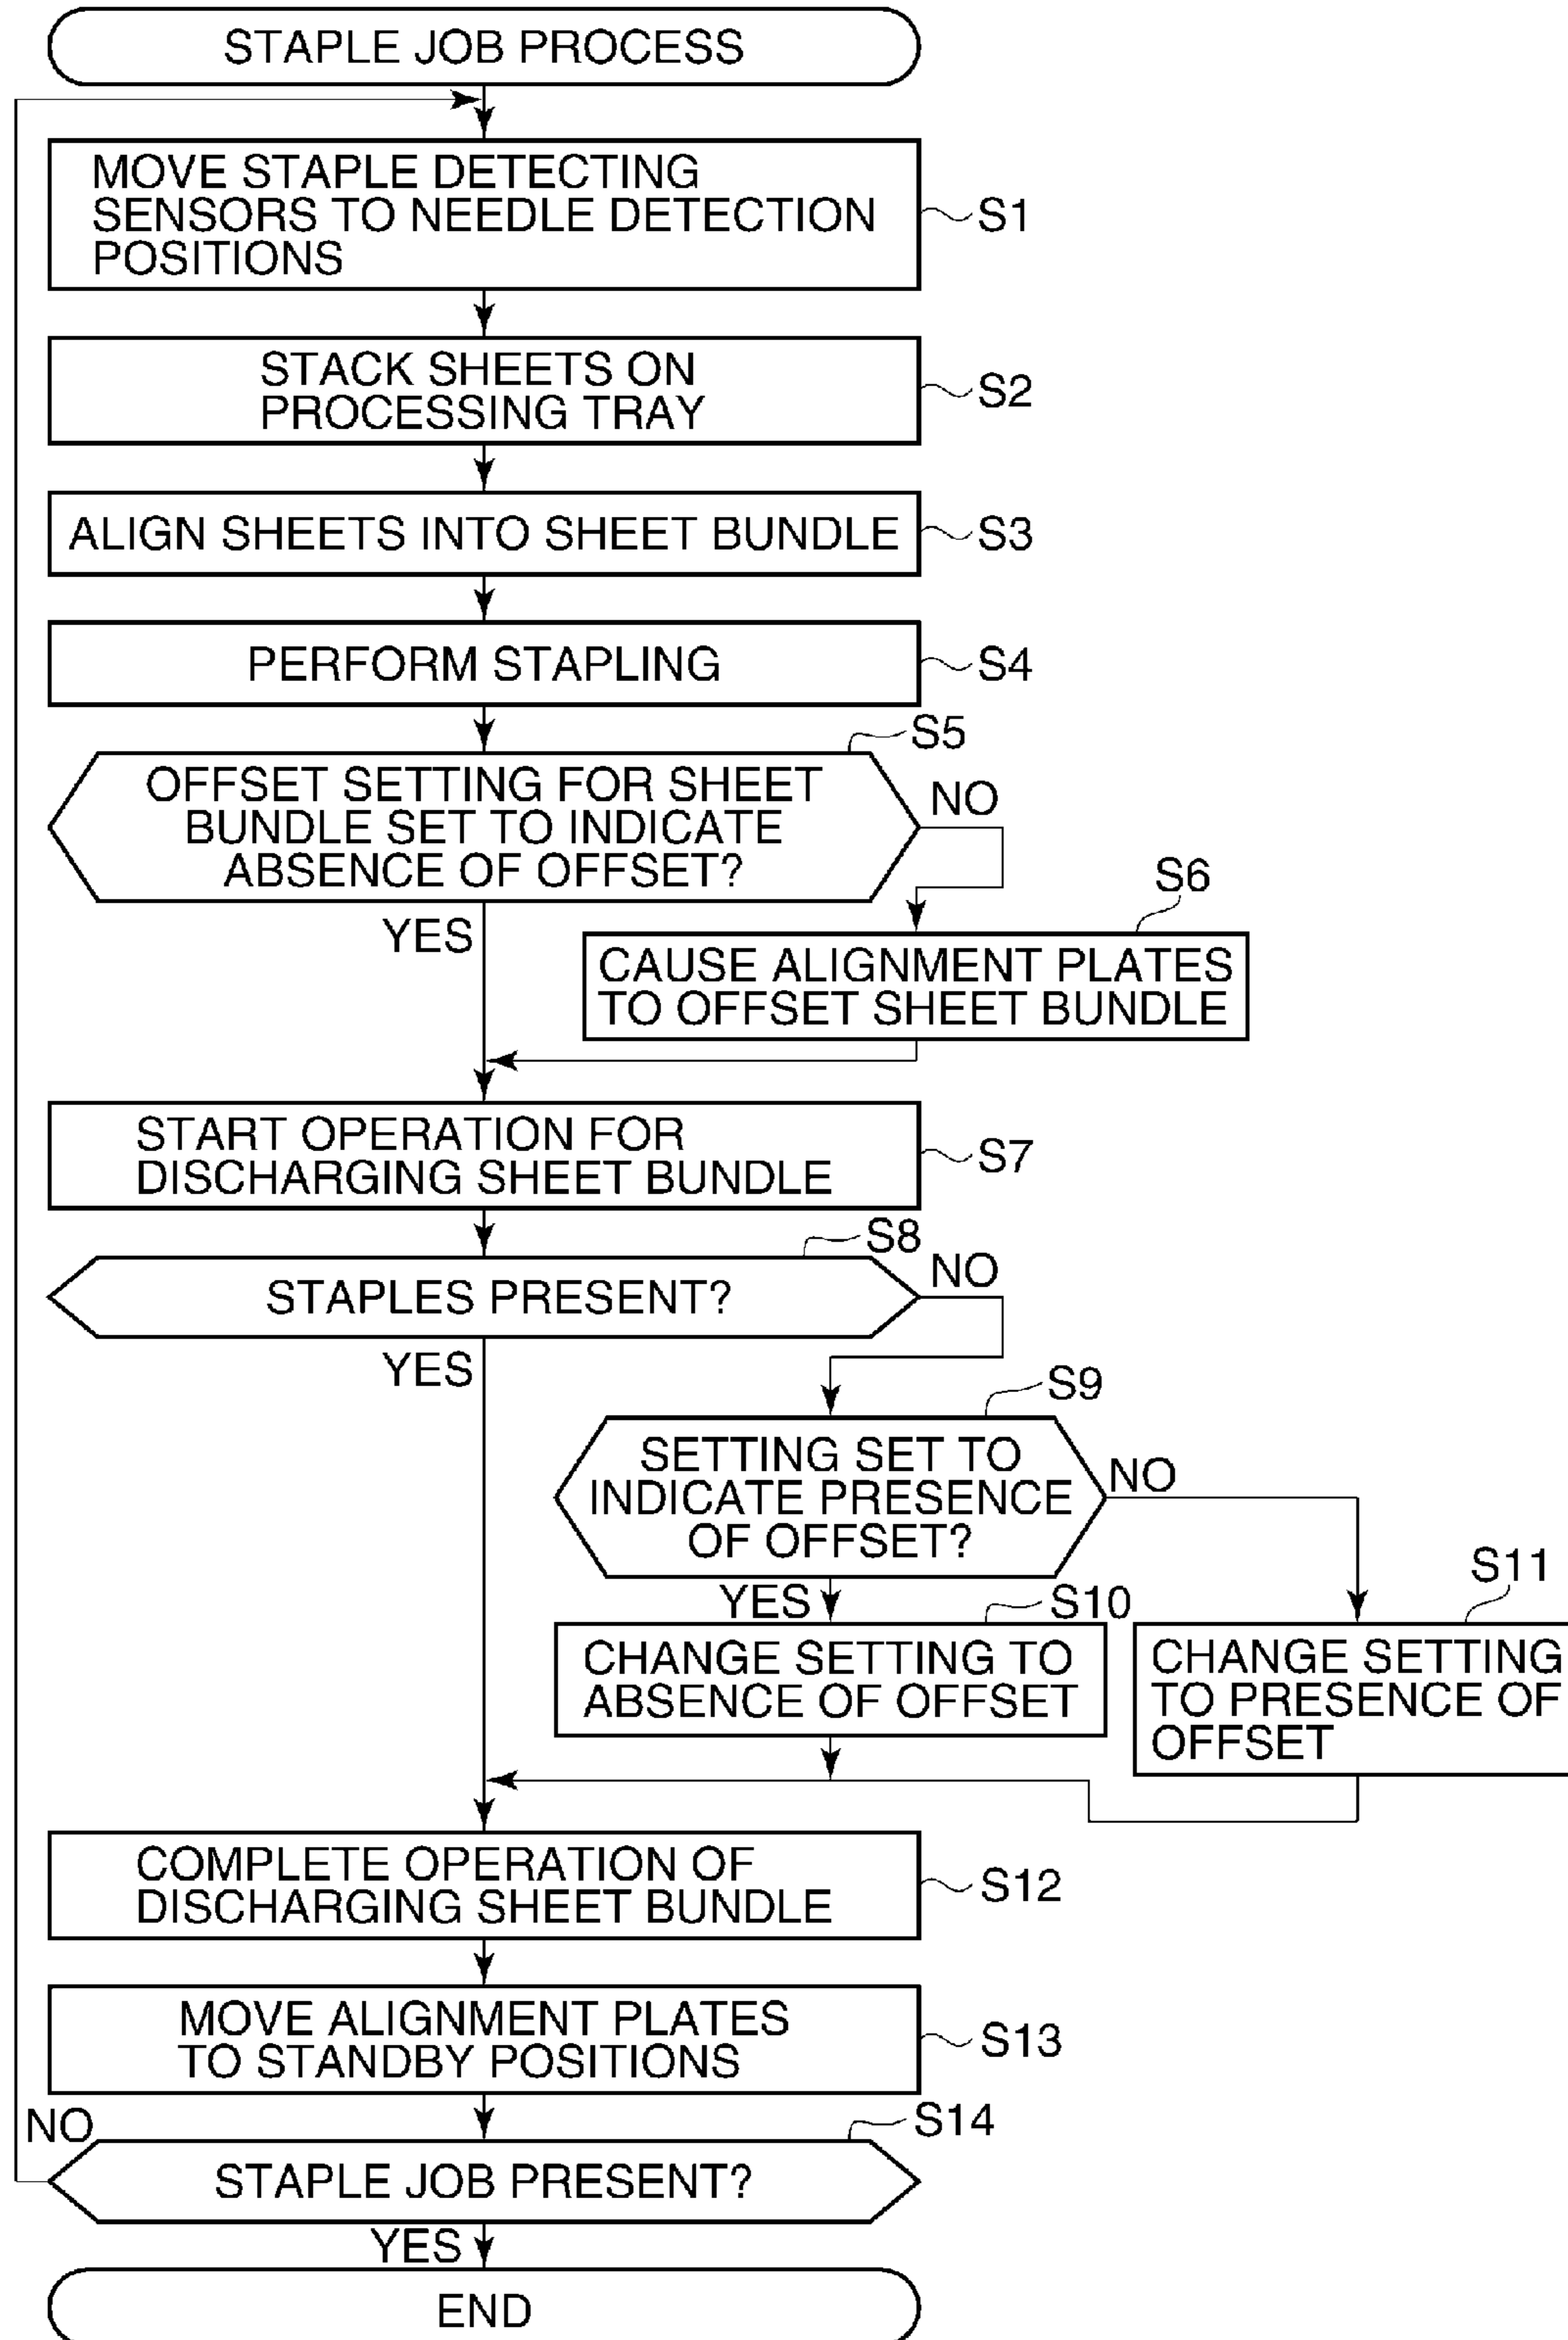 STAPLE JOB PROCESS
MOVE STAPLE DETECTING
SENSORS TO NEEDLE DETECTION
POSITIONS
S1
STACK SHEETS ON
PROCESSING TRAY
S2
ALIGN SHEETS INTO SHEET BUNDLE
S3
PERFORM STAPLING
S4
S5
OFFSET SETTING FOR SHEET
BUNDLE SET TO INDICATE
ABSENCE OF OFFSET?
NO
YES
S6
CAUSE ALIGNMENT PLATES
TO OFFSET SHEET BUNDLE
START OPERATION FOR
DISCHARGING SHEET BUNDLE
S7
S8
STAPLES PRESENT?
NO
YES
S9
SETTING SET TO
INDICATE PRESENCE
OF OFFSET?
NO
YES
S10
CHANGE SETTING TO
ABSENCE OF OFFSET
S11
CHANGE SETTING
TO PRESENCE OF
OFFSET
COMPLETE OPERATION OF
DISCHARGING SHEET BUNDLE
S12
MOVE ALIGNMENT PLATES
TO STANDBY POSITIONS
S13
NO
S14
STAPLE JOB PRESENT?
YES
END